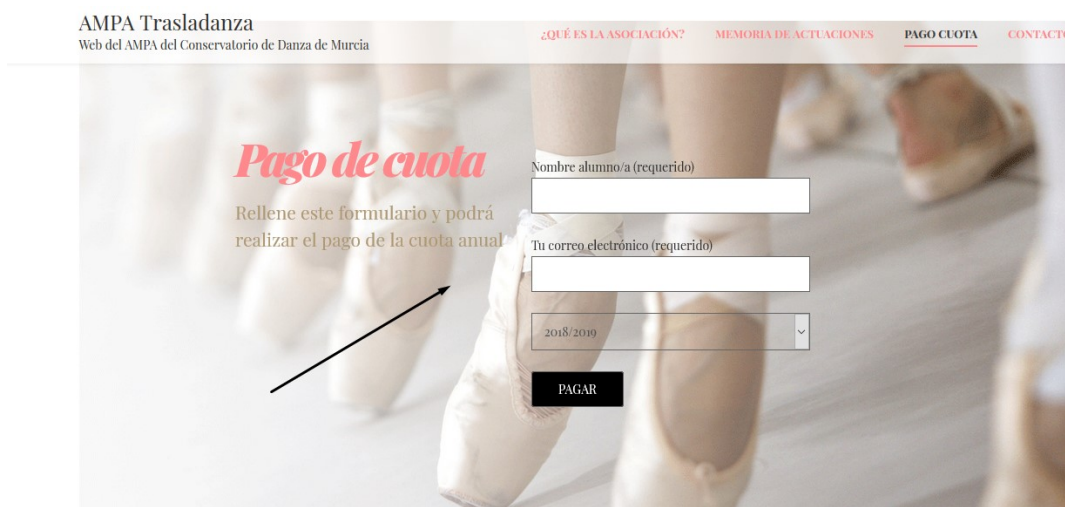 AMPA Trasladanza
Web del AMPA del Conservatorio de Danza de Murcia
¿QUÉ ES LA ASOCIACIÓN? MEMORIA DE ACTUACIONES PAGO CUOTA CONTACTO
Pago de cuota
Rellene este formulario y podrá
realizar el pago de la cuota anual
Nombre alumno/a (requerido)
Tu correo electrónico (requerido)
2018/2019
PAGAR